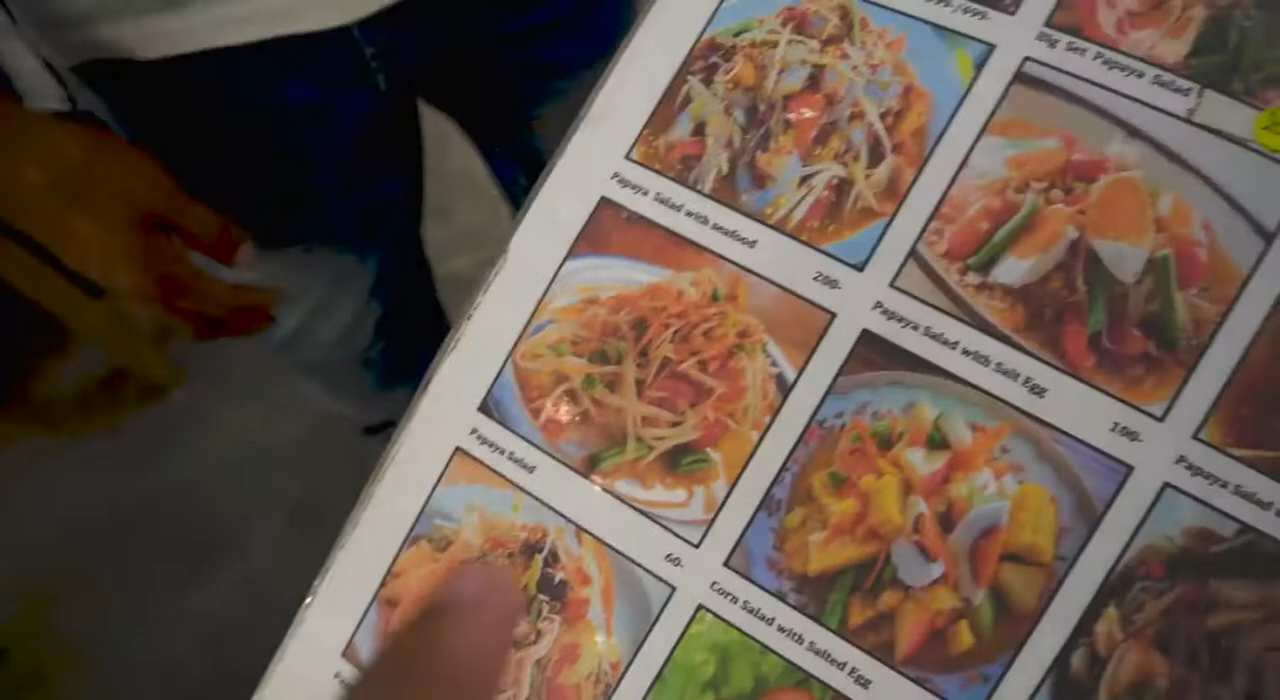 Big Set Papaya Salad
Papaya Salad with seafood
200-
Papaya Salad with Salt Egg
190-
Papaya Salad
Papaya Salad
60-
Corn Salad with Salted Egg